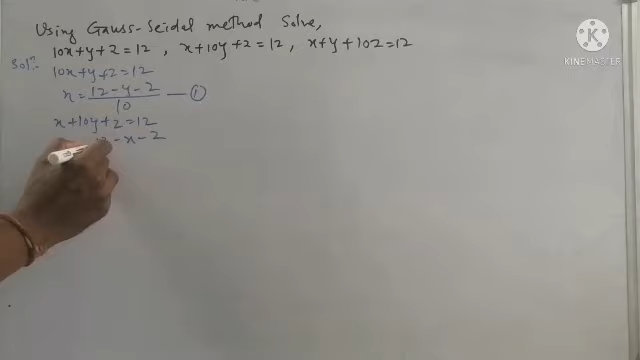 Using Gauss-Seidal method Solve,
10x+y+z=12 , x+10y+z=12 , x+y+10z=12
Sol:- 10x+y+z=12
x = 12-y-z / 10 — ①
x+10y+z=12
-x-z
K
KINEMASTER